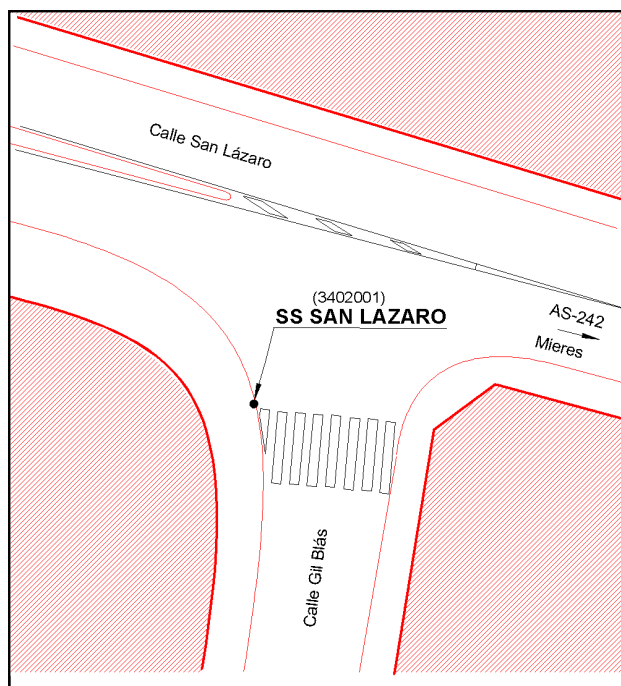 Calle San Lázaro
(3402001)
SS SAN LAZARO
AS-242
Mieres
Calle Gil Blás